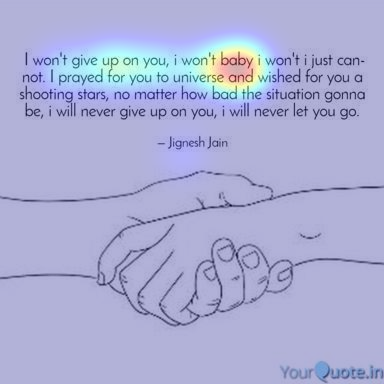 I won't give up on you, i won't baby i won't i just can-
not. I prayed for you to universe and wished for you a
shooting stars, no matter how bad the situation gonna
be, i will never give up on you, i will never let you go.
– Jignesh Jain
YourQuote.in